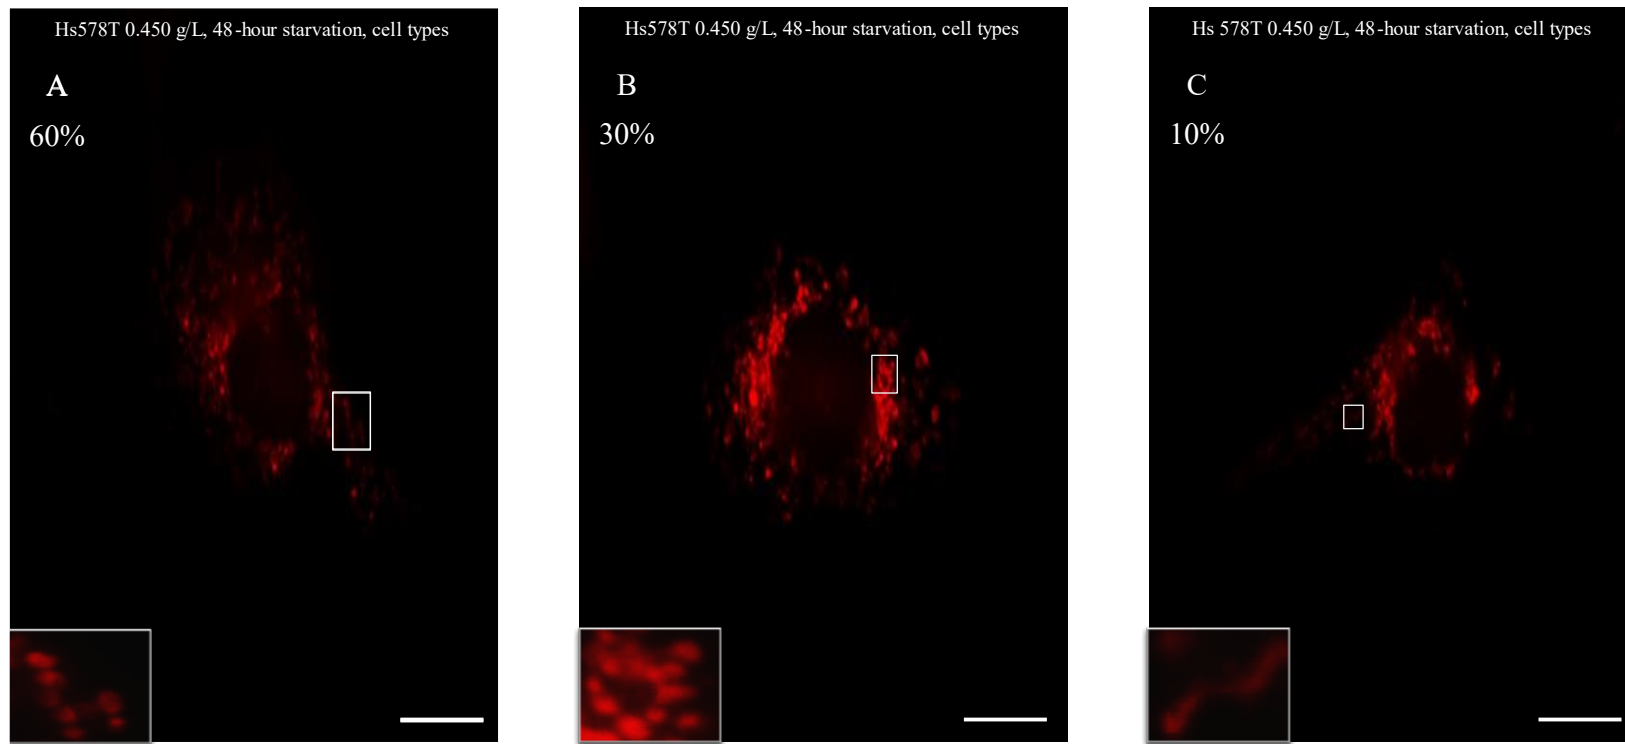 Hs578T 0.450 g/L, 48-hour starvation, cell types
A
60%
Hs578T 0.450 g/L, 48-hour starvation, cell types
B
30%
Hs 578T 0.450 g/L, 48-hour starvation, cell types
C
10%